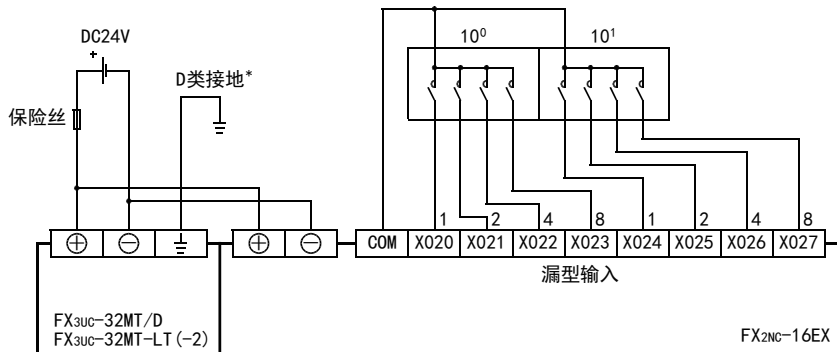 DC24V
+
D类接地*
保险丝
10⁰ 10¹
1 2 4 8 1 2 4 8
COM X020 X021 X022 X023 X024 X025 X026 X027
漏型输入
FX3UC-32MT/D
FX3UC-32MT-LT(-2)
FX2NC-16EX